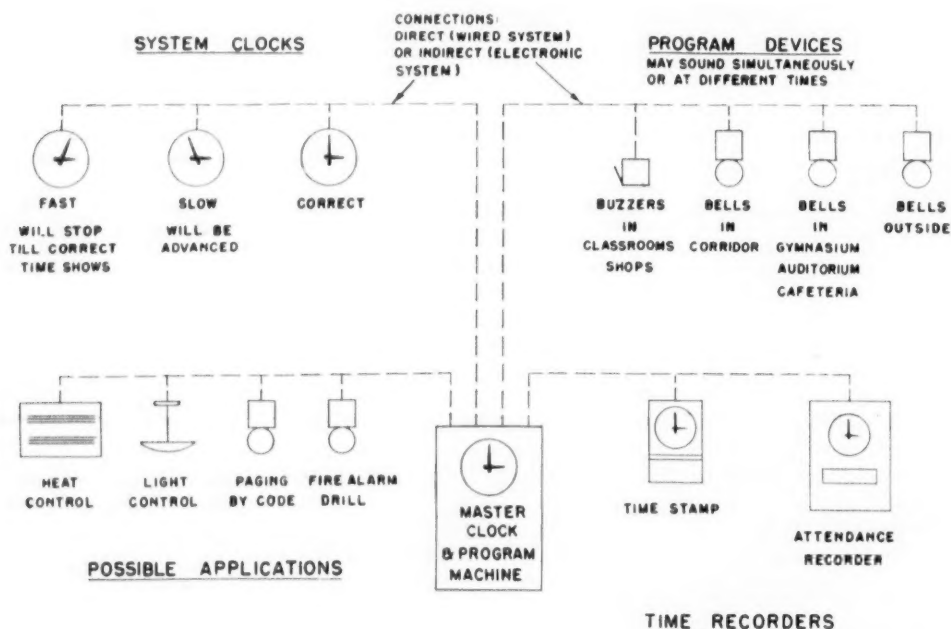 SYSTEM CLOCKS
CONNECTIONS:
DIRECT (WIRED SYSTEM)
OR INDIRECT (ELECTRONIC
SYSTEM)
PROGRAM DEVICES
MAY SOUND SIMULTANEOUSLY
OR AT DIFFERENT TIMES
FAST
WILL STOP
TILL CORRECT
TIME SHOWS
SLOW
WILL BE
ADVANCED
CORRECT
BUZZERS
IN
CLASSROOMS
SHOPS
BELLS
IN
CORRIDOR
BELLS
IN
GYMNASIUM
AUDITORIUM
CAFETERIA
BELLS
OUTSIDE
HEAT
CONTROL
LIGHT
CONTROL
PAGING
BY CODE
FIRE ALARM
DRILL
POSSIBLE APPLICATIONS
MASTER
CLOCK
& PROGRAM
MACHINE
TIME STAMP
ATTENDANCE
RECORDER
TIME RECORDERS